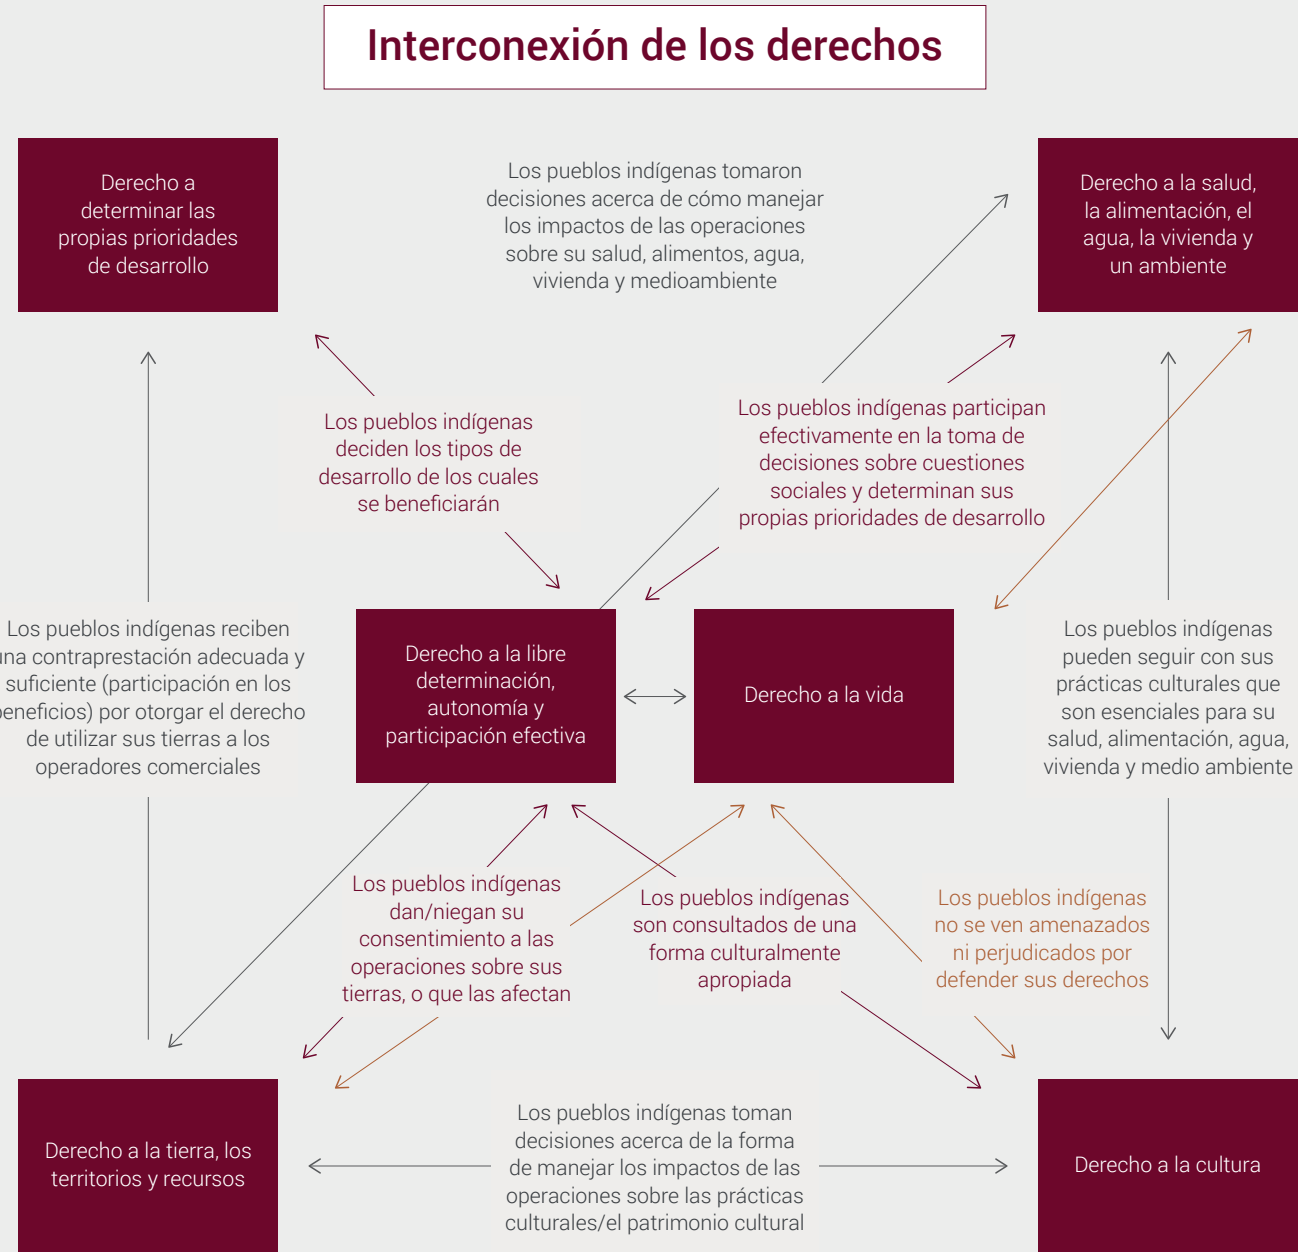 Interconexión de los derechos
Derecho a
determinar las
propias prioridades
de desarrollo
Los pueblos indígenas tomaron
decisiones acerca de cómo manejar
los impactos de las operaciones
sobre su salud, alimentos, agua,
vivienda y medioambiente
Derecho a la salud,
la alimentación, el
agua, la vivienda y
un ambiente
Los pueblos indígenas
deciden los tipos de
desarrollo de los cuales
se beneficiarán
Los pueblos indígenas participan
efectivamente en la toma de
decisiones sobre cuestiones
sociales y determinan sus
propias prioridades de desarrollo
Los pueblos indígenas reciben
una contraprestación adecuada y
suficiente (participación en los
beneficios) por otorgar el derecho
de utilizar sus tierras a los
operadores comerciales
Derecho a la libre
determinación,
autonomía y
participación efectiva
Derecho a la vida
Los pueblos indígenas
pueden seguir con sus
prácticas culturales que
son esenciales para su
salud, alimentación, agua,
vivienda y medio ambiente
Los pueblos indígenas
dan/niegan su
consentimiento a las
operaciones sobre sus
tierras, o que las afectan
Los pueblos indígenas
son consultados de una
forma culturalmente
apropiada
Los pueblos indígenas
no se ven amenazados
ni perjudicados por
defender sus derechos
Derecho a la tierra, los
territorios y recursos
Los pueblos indígenas toman
decisiones acerca de la forma
de manejar los impactos de las
operaciones sobre las prácticas
culturales/el patrimonio cultural
Derecho a la cultura